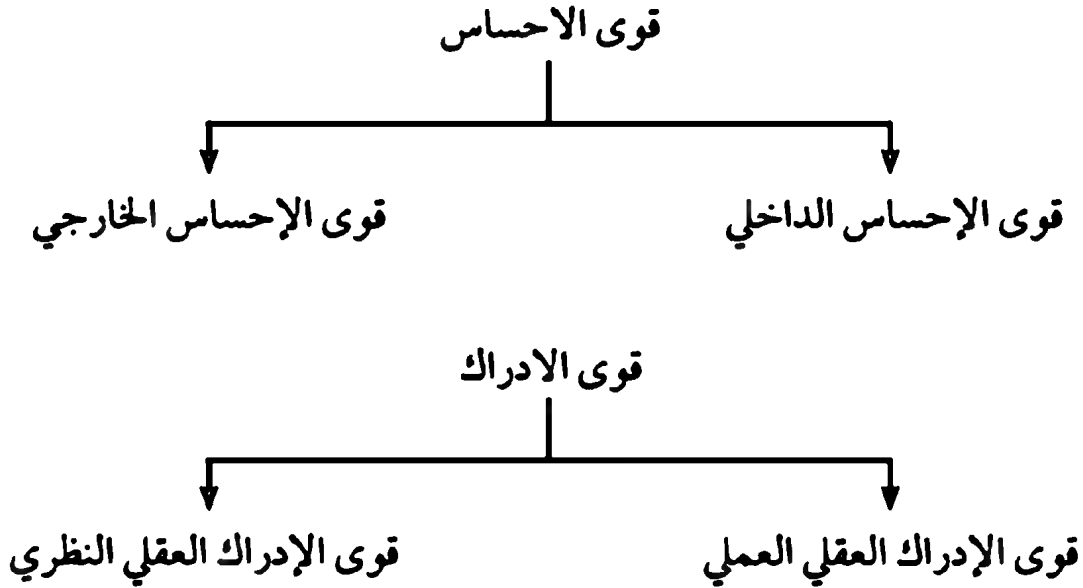 قوى الاحساس
قوى الإحساس الداخلي
قوى الإحساس الخارجي
قوى الادراك
قوى الإدراك العقلي العملي
قوى الإدراك العقلي النظري